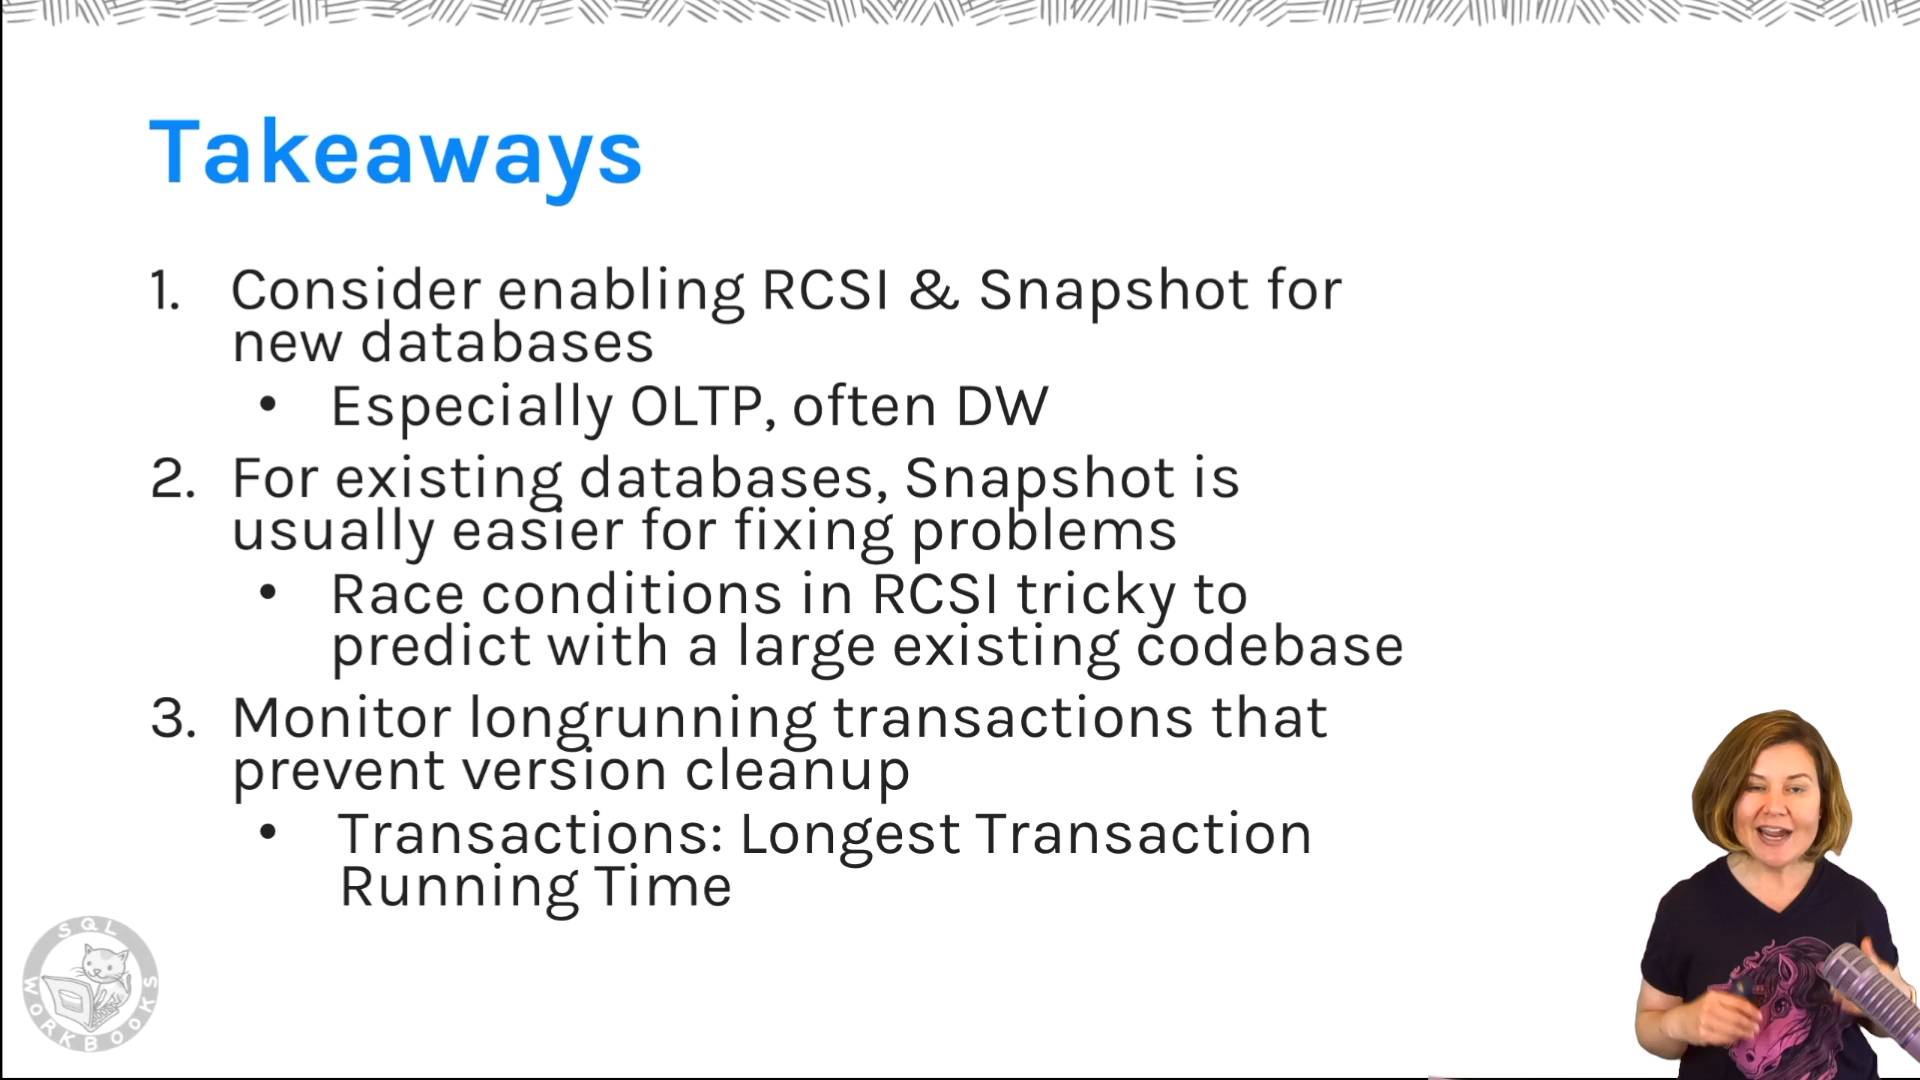 Takeaways
1. Consider enabling RCSI & Snapshot for
new databases
• Especially OLTP, often DW
2. For existing databases, Snapshot is
usually easier for fixing problems
• Race conditions in RCSI tricky to
predict with a large existing codebase
3. Monitor longrunning transactions that
prevent version cleanup
• Transactions: Longest Transaction
Running Time
SQL
WORKBOOKS